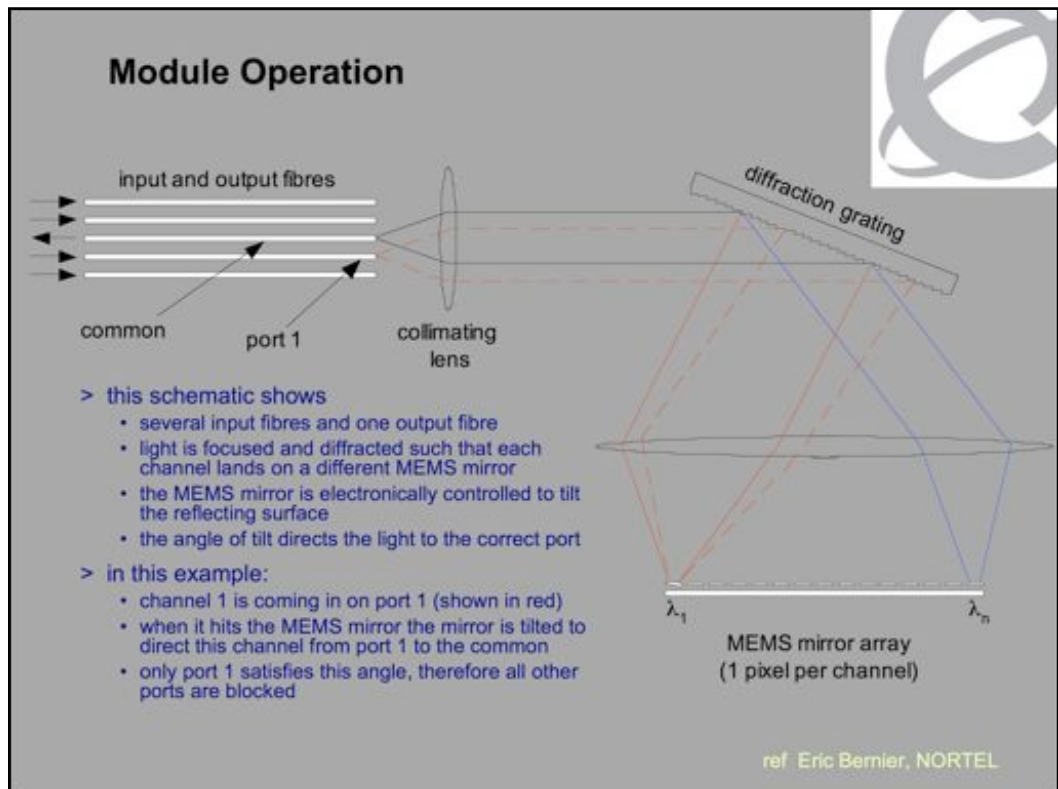 Module Operation
input and output fibres
diffraction grating
common
port 1
collimating
lens
> this schematic shows
• several input fibres and one output fibre
• light is focused and diffracted such that each
channel lands on a different MEMS mirror
• the MEMS mirror is electronically controlled to tilt
the reflecting surface
• the angle of tilt directs the light to the correct port
> in this example:
• channel 1 is coming in on port 1 (shown in red)
• when it hits the MEMS mirror the mirror is tilted to
direct this channel from port 1 to the common
• only port 1 satisfies this angle, therefore all other
ports are blocked
λ1 λn
MEMS mirror array
(1 pixel per channel)
ref Eric Bernier, NORTEL